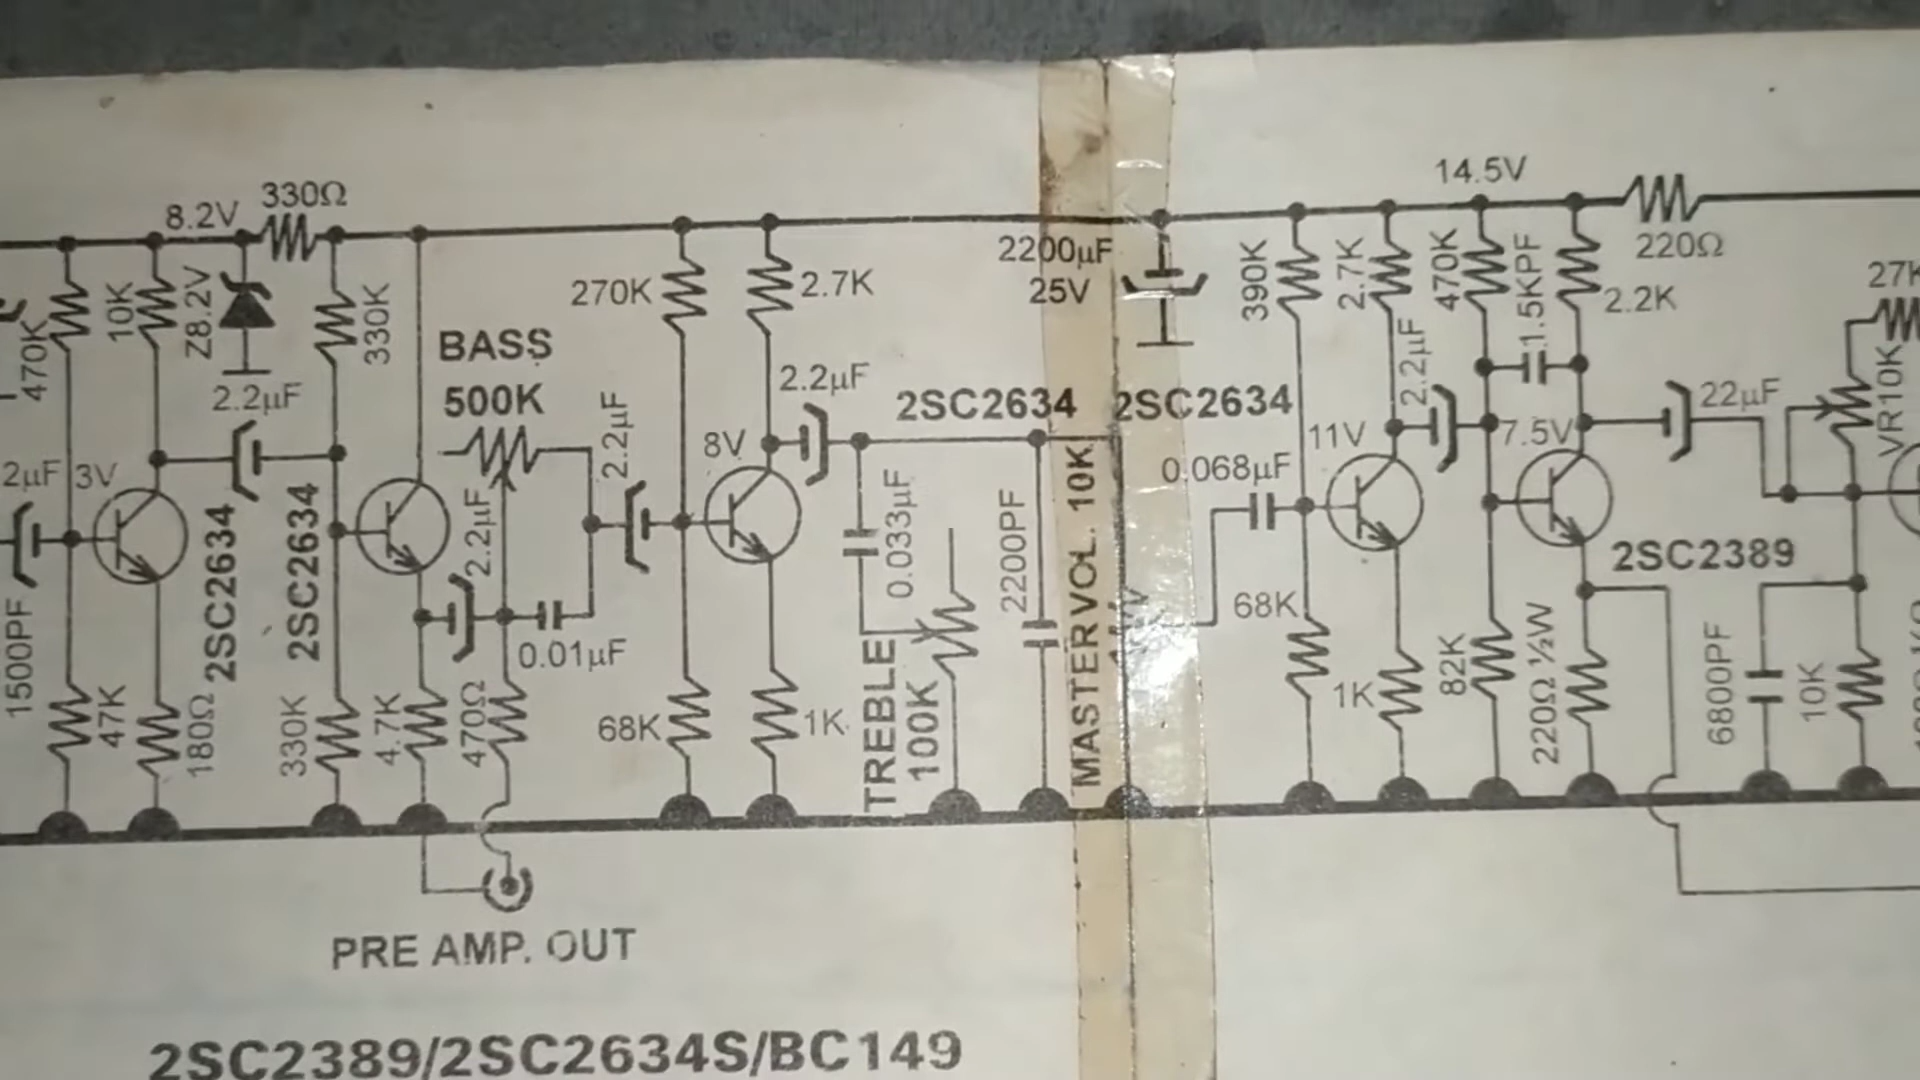 8.2V
330Ω
14.5V
220Ω
470K
10K
Z8.2V
330K
BASS
500K
270K
2.7K
2200µF
25V
390K
2.7K
470K
1.5KPF
2.2K
27K
2.2µF
2.2µF
2.2µF
2SC2634
2SC2634
2.2µF
22µF
VR10K
2µF
3V
2SC2634
2SC2634
2.2µF
8V
0.033µF
2200PF
MASTER VOL. 10K
0.068µF
11V
7.5V
2SC2389
1500PF
47K
180Ω
330K
4.7K
470Ω
0.01µF
68K
1K
TREBLE
100K
68K
1K
82K
220Ω ½W
6800PF
10K
PRE AMP. OUT
2SC2389/2SC2634S/BC149